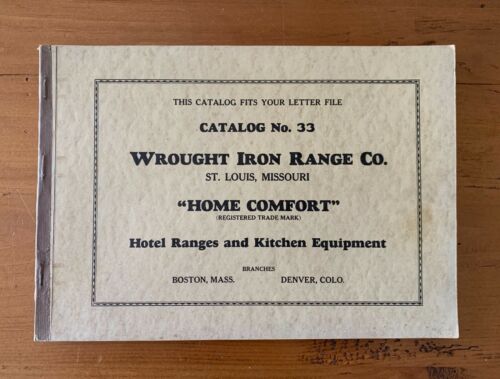 THIS CATALOG FITS YOUR LETTER FILE
CATALOG No. 33
WROUGHT IRON RANGE CO.
ST. LOUIS, MISSOURI
"HOME COMFORT"
(REGISTERED TRADE MARK)
Hotel Ranges and Kitchen Equipment
BRANCHES
BOSTON, MASS. DENVER, COLO.